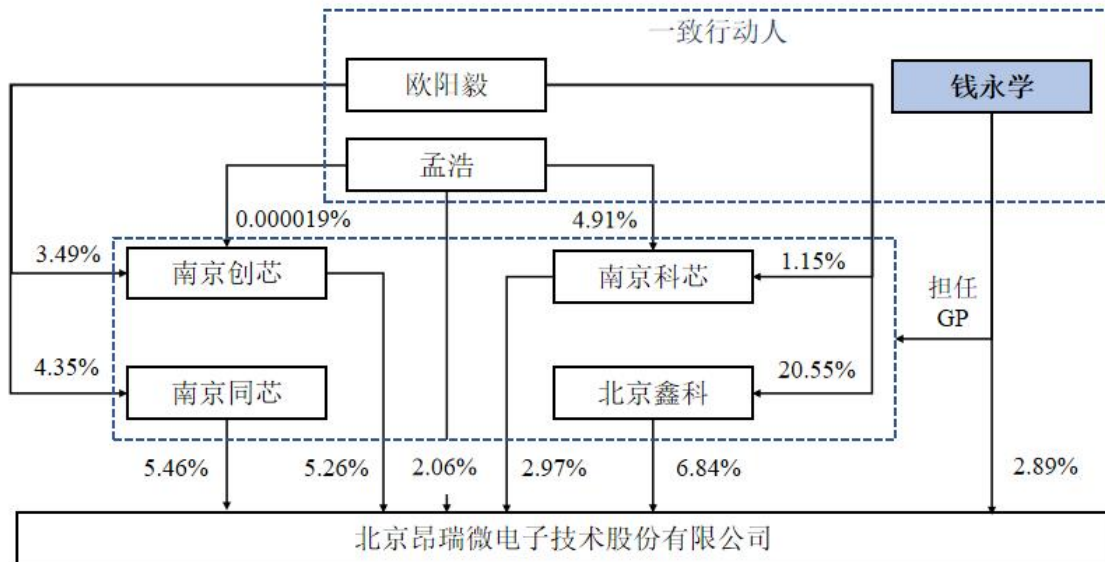 一致行动人
欧阳毅
钱永学
孟浩
0.000019%
4.91%
3.49%
南京创芯
南京科芯
1.15%
担任
GP
4.35%
南京同芯
北京鑫科
20.55%
5.46%
5.26%
2.06%
2.97%
6.84%
2.89%
北京昂瑞微电子技术股份有限公司